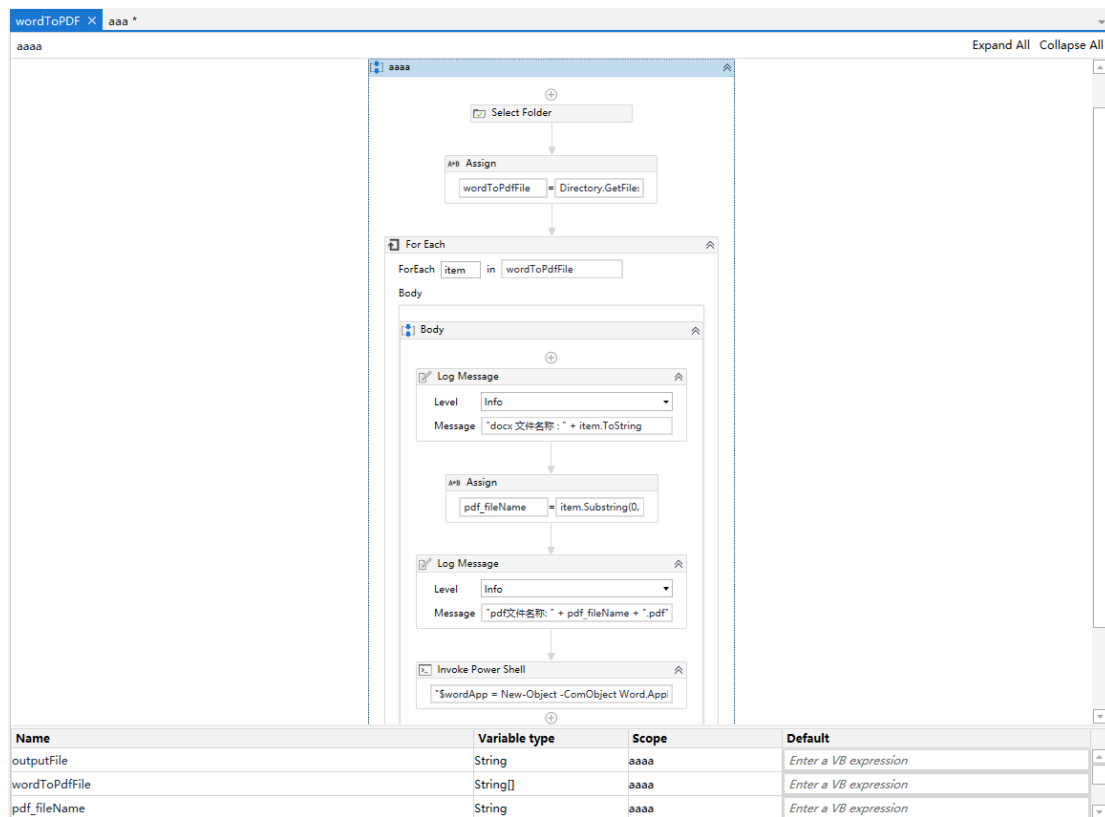 wordToPDF × aaa *
aaaa Expand All Collapse All
aaaa
Select Folder
A+B Assign
wordToPdfFile = Directory.GetFiles
For Each
ForEach item in wordToPdfFile
Body
Body
Log Message
Level Info
Message "docx 文件名称 : " + item.ToString
A+B Assign
pdf_fileName = item.Substring(0,
Log Message
Level Info
Message "pdf文件名称: " + pdf_fileName + ".pdf"
Invoke Power Shell
"$wordApp = New-Object -ComObject Word.Appl
Name Variable type Scope Default
outputFile String aaaa Enter a VB expression
wordToPdfFile String[] aaaa Enter a VB expression
pdf_fileName String aaaa Enter a VB expression